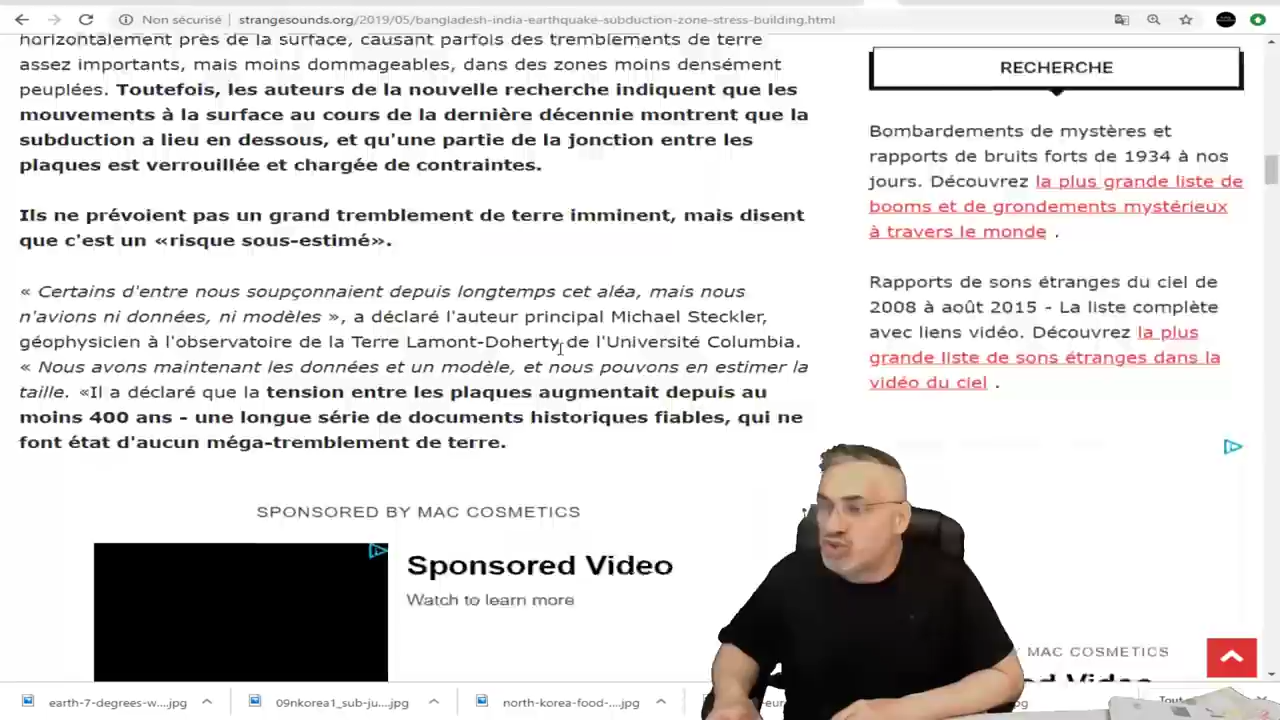 Non sécurisé
strangesounds.org/2019/05/bangladesh-india-earthquake-subduction-zone-stress-building.html
horizontalement près de la surface, causant parfois des tremblements de terre
assez importants, mais moins dommageables, dans des zones moins densément
peuplées. Toutefois, les auteurs de la nouvelle recherche indiquent que les
mouvements à la surface au cours de la dernière décennie montrent que la
subduction a lieu en dessous, et qu'une partie de la jonction entre les
plaques est verrouillée et chargée de contraintes.
Ils ne prévoient pas un grand tremblement de terre imminent, mais disent
que c'est un «risque sous-estimé».
« Certains d'entre nous soupçonnaient depuis longtemps cet aléa, mais nous
n'avions ni données, ni modèles », a déclaré l'auteur principal Michael Steckler,
géophysicien à l'observatoire de la Terre Lamont-Doherty de l'Université Columbia.
« Nous avons maintenant les données et un modèle, et nous pouvons en estimer la
taille. «Il a déclaré que la tension entre les plaques augmentait depuis au
moins 400 ans - une longue série de documents historiques fiables, qui ne
font état d'aucun méga-tremblement de terre.
SPONSORED BY MAC COSMETICS
Sponsored Video
Watch to learn more
RECHERCHE
Bombardements de mystères et
rapports de bruits forts de 1934 à nos
jours. Découvrez la plus grande liste de
booms et de grondements mystérieux
à travers le monde .
Rapports de sons étranges du ciel de
2008 à août 2015 - La liste complète
avec liens vidéo. Découvrez la plus
grande liste de sons étranges dans la
vidéo du ciel .
MAC COSMETICS
earth-7-degrees-w....jpg
09nkorea1_sub-ju....jpg
north-korea-food-....jpg